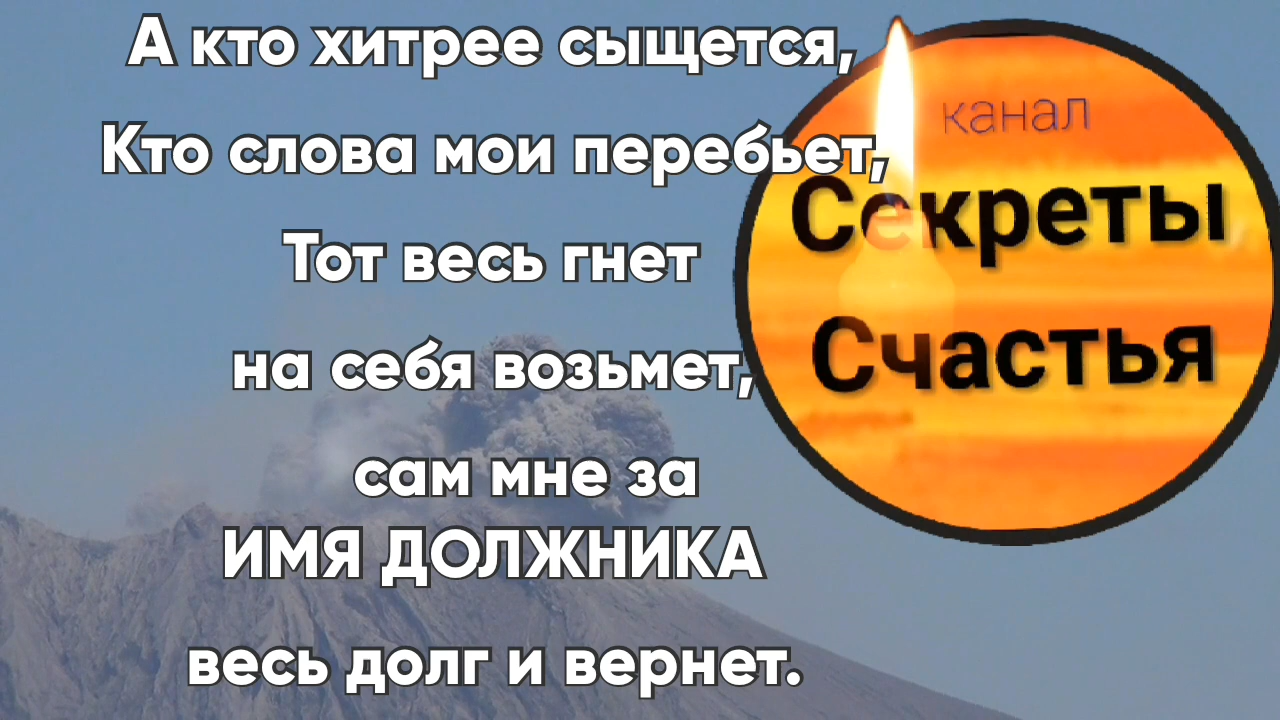 А кто хитрее сыщется,
Кто слова мои перебьет,
Тот весь гнет
на себя возьмет,
сам мне за
ИМЯ ДОЛЖНИКА
весь долг и вернет.
канал
Секреты
Счастья